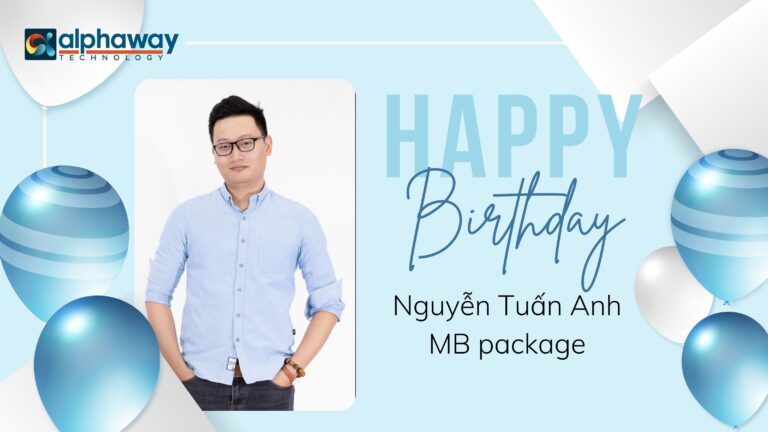 alphaway
TECHNOLOGY
HAPPY
Birthday
Nguyễn Tuấn Anh
MB package